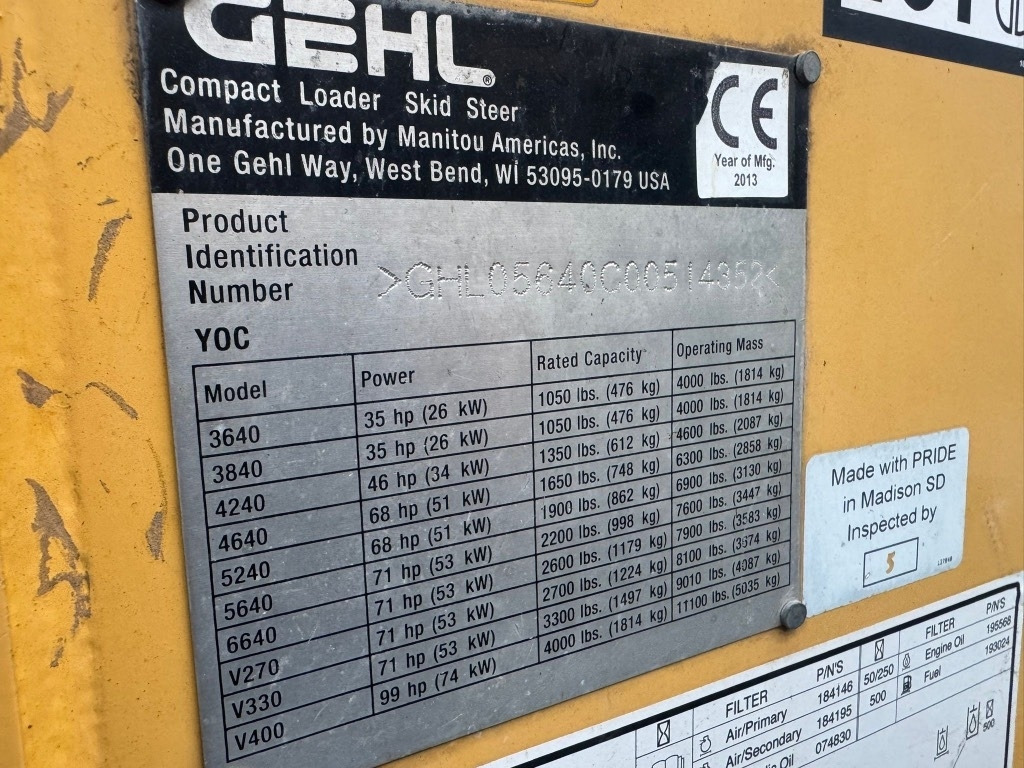 GEHL®
Compact Loader Skid Steer
Manufactured by Manitou Americas, Inc.
One Gehl Way, West Bend, WI 53095-0179 USA
CE
Year of Mfg.
2013
Product
Identification
Number
>GHL05640C00514352<
YOC
Model Power Rated Capacity Operating Mass
3640 35 hp (26 kW) 1050 lbs. (476 kg) 4000 lbs. (1814 kg)
3840 35 hp (26 kW) 1050 lbs. (476 kg) 4000 lbs. (1814 kg)
4240 46 hp (34 kW) 1350 lbs. (612 kg) 4600 lbs. (2087 kg)
4640 68 hp (51 kW) 1650 lbs. (748 kg) 6300 lbs. (2858 kg)
5240 68 hp (51 kW) 1900 lbs. (862 kg) 6900 lbs. (3130 kg)
5640 71 hp (53 kW) 2200 lbs. (998 kg) 7600 lbs. (3447 kg)
6640 71 hp (53 kW) 2600 lbs. (1179 kg) 7900 lbs. (3583 kg)
V270 71 hp (53 kW) 2700 lbs. (1224 kg) 8100 lbs. (3674 kg)
V330 71 hp (53 kW) 3300 lbs. (1497 kg) 9010 lbs. (4087 kg)
V400 99 hp (74 kW) 4000 lbs. (1814 kg) 11100 lbs. (5035 kg)
Made with PRIDE
in Madison SD
Inspected by
5
L37848
FILTER P/N'S FILTER P/N'S
Air/Primary 184146 50/250 Engine Oil 195568
Air/Secondary 184195 500 Fuel 193024
Oil 074830
500